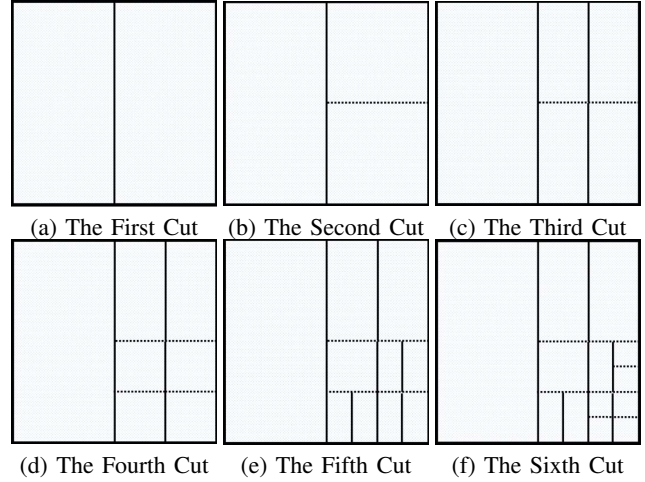 (a) The First Cut
(b) The Second Cut
(c) The Third Cut
(d) The Fourth Cut
(e) The Fifth Cut
(f) The Sixth Cut